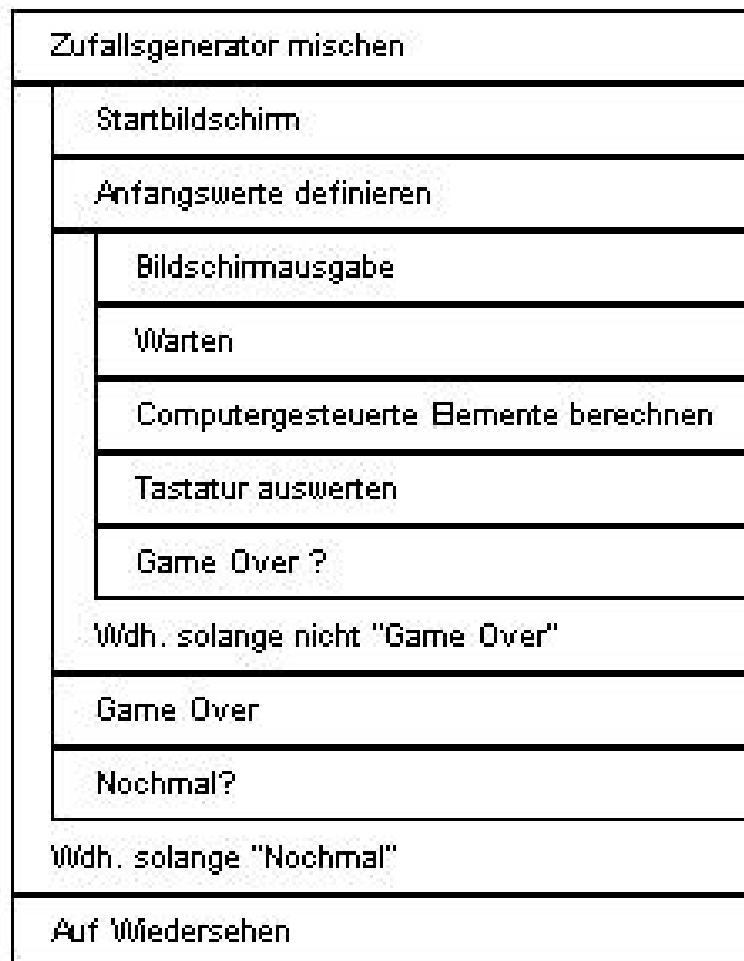 Zufallsgenerator mischen
Startbildschirm
Anfangswerte definieren
Bildschirmausgabe
Warten
Computergesteuerte Elemente berechnen
Tastatur auswerten
Game Over ?
Wdh. solange nicht "Game Over"
Game Over
Nochmal?
Wdh. solange "Nochmal"
Auf Wiedersehen